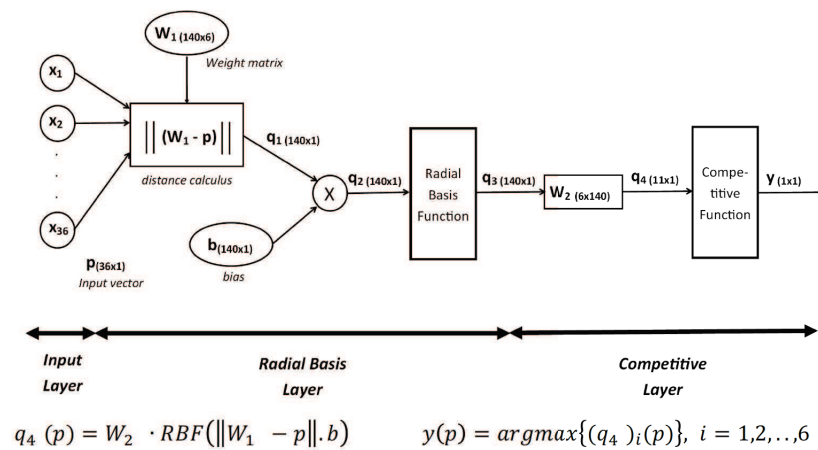 W1 (140x6)
Weight matrix
x1
x2
x36
|| (W1 - p) ||
distance calculus
p(36x1)
Input vector
q1 (140x1)
b(140x1)
bias
X
q2 (140x1)
Radial
Basis
Function
q3 (140x1)
W2 (6x140)
q4 (11x1)
Compe-
titive
Function
y (1x1)
Input
Layer
Radial Basis
Layer
Competitive
Layer
q4 (p) = W2 · RBF(‖W1 - p‖.b)
y(p) = argmax{(q4 )i(p)}, i = 1,2,..,6